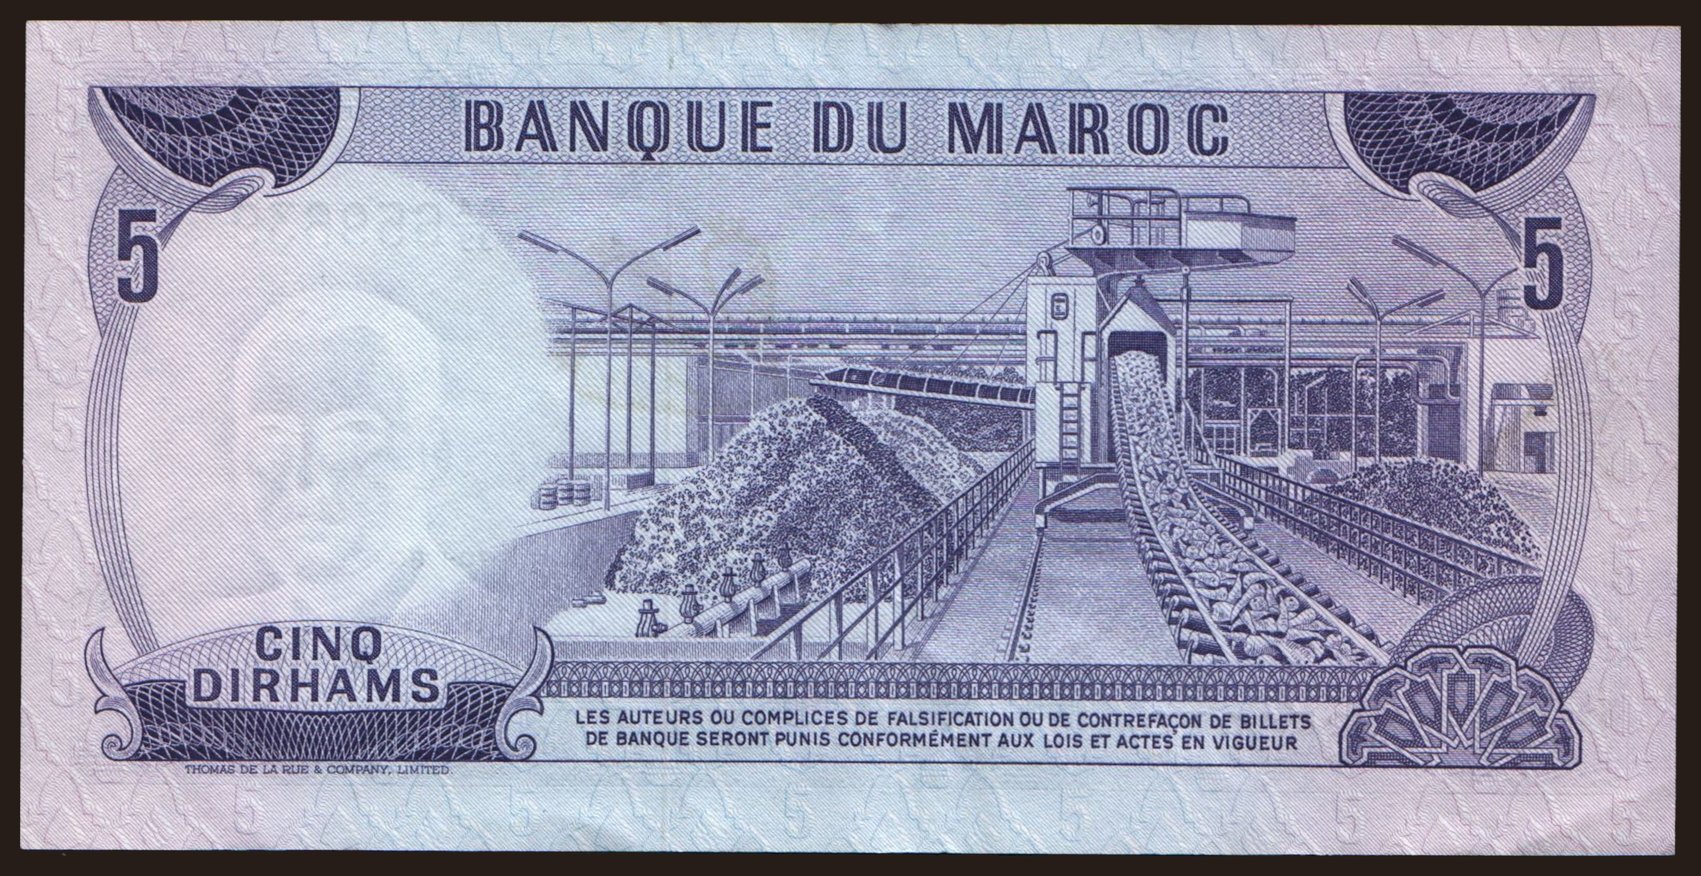 BANQUE DU MAROC
5 5
CINQ
DIRHAMS
LES AUTEURS OU COMPLICES DE FALSIFICATION OU DE CONTREFAÇON DE BILLETS
DE BANQUE SERONT PUNIS CONFORMÉMENT AUX LOIS ET ACTES EN VIGUEUR
THOMAS DE LA RUE & COMPANY, LIMITED.